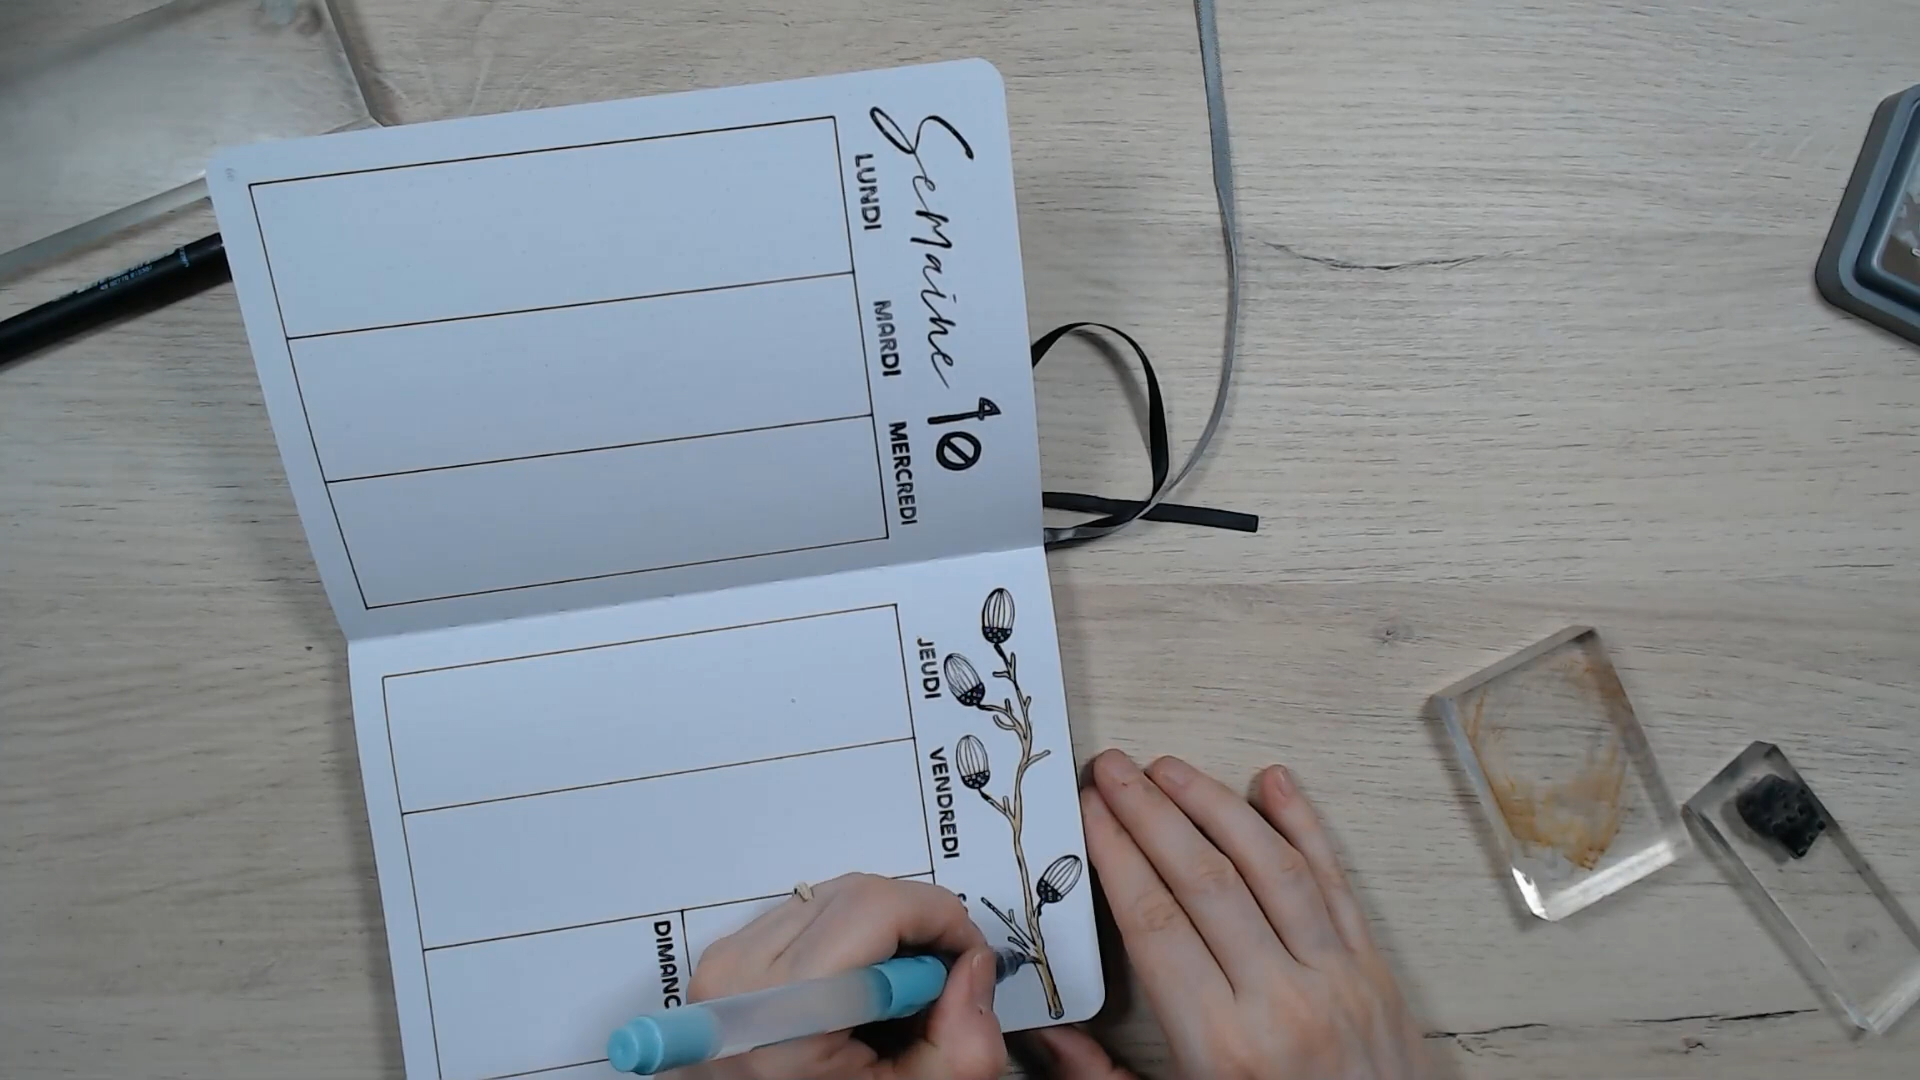 Semaine 10
LUNDI
MARDI
MERCREDI
JEUDI
VENDREDI
DIMANC